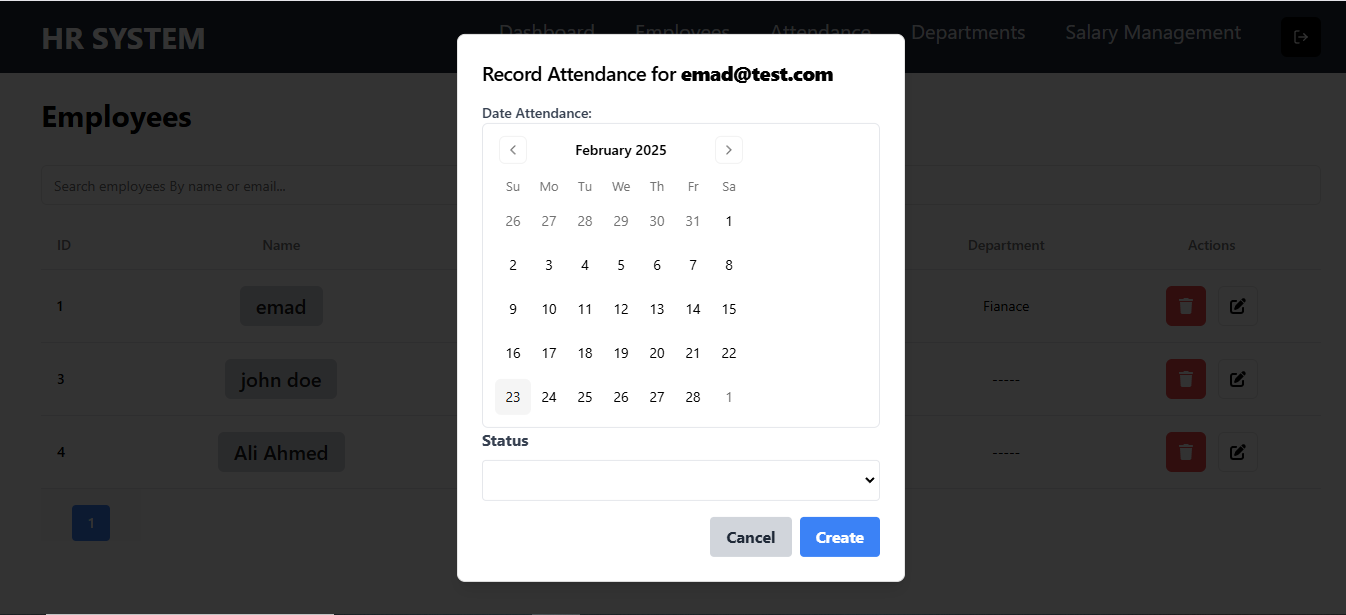 HR SYSTEM
Dashboard Employees Attendance Departments Salary Management
Employees
Search employees By name or email...
ID Name Department Actions
1 emad Fianace
3 john doe -----
4 Ali Ahmed -----
1
Record Attendance for emad@test.com
Date Attendance:
February 2025
Su Mo Tu We Th Fr Sa
26 27 28 29 30 31 1
2 3 4 5 6 7 8
9 10 11 12 13 14 15
16 17 18 19 20 21 22
23 24 25 26 27 28 1
Status
Cancel Create